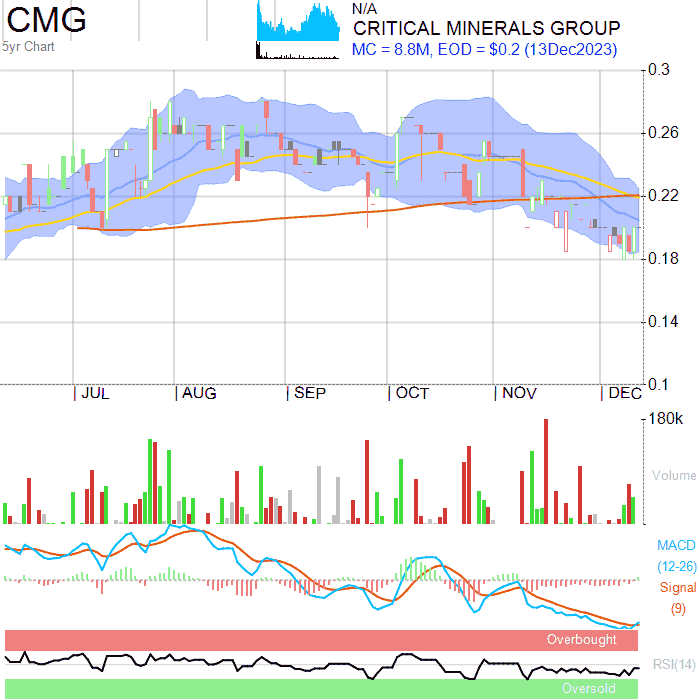 CMG
5yr Chart
N/A
CRITICAL MINERALS GROUP
MC = 8.8M, EOD = $0.2 (13Dec2023)
0.3
0.26
0.22
0.18
0.14
0.1
| JUL | AUG | SEP | OCT | NOV | DEC
180k
Volume
MACD
(12-26)
Signal
(9)
Overbought
RSI(14)
Oversold